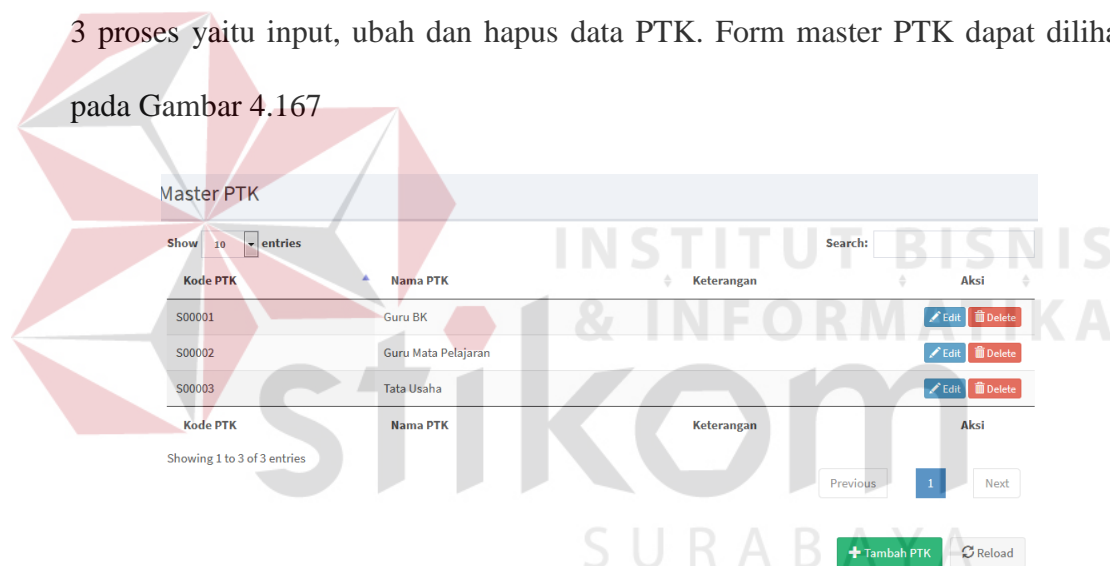 3 proses yaitu input, ubah dan hapus data PTK. Form master PTK dapat diliha
pada Gambar 4.167
Master PTK
Show 10 entries Search:
Kode PTK Nama PTK Keterangan Aksi
S00001 Guru BK Edit Delete
S00002 Guru Mata Pelajaran Edit Delete
S00003 Tata Usaha Edit Delete
Kode PTK Nama PTK Keterangan Aksi
Showing 1 to 3 of 3 entries
Previous 1 Next
Tambah PTK Reload
INSTITUT BISNIS
& INFORMATIKA
stikom
SURABAYA